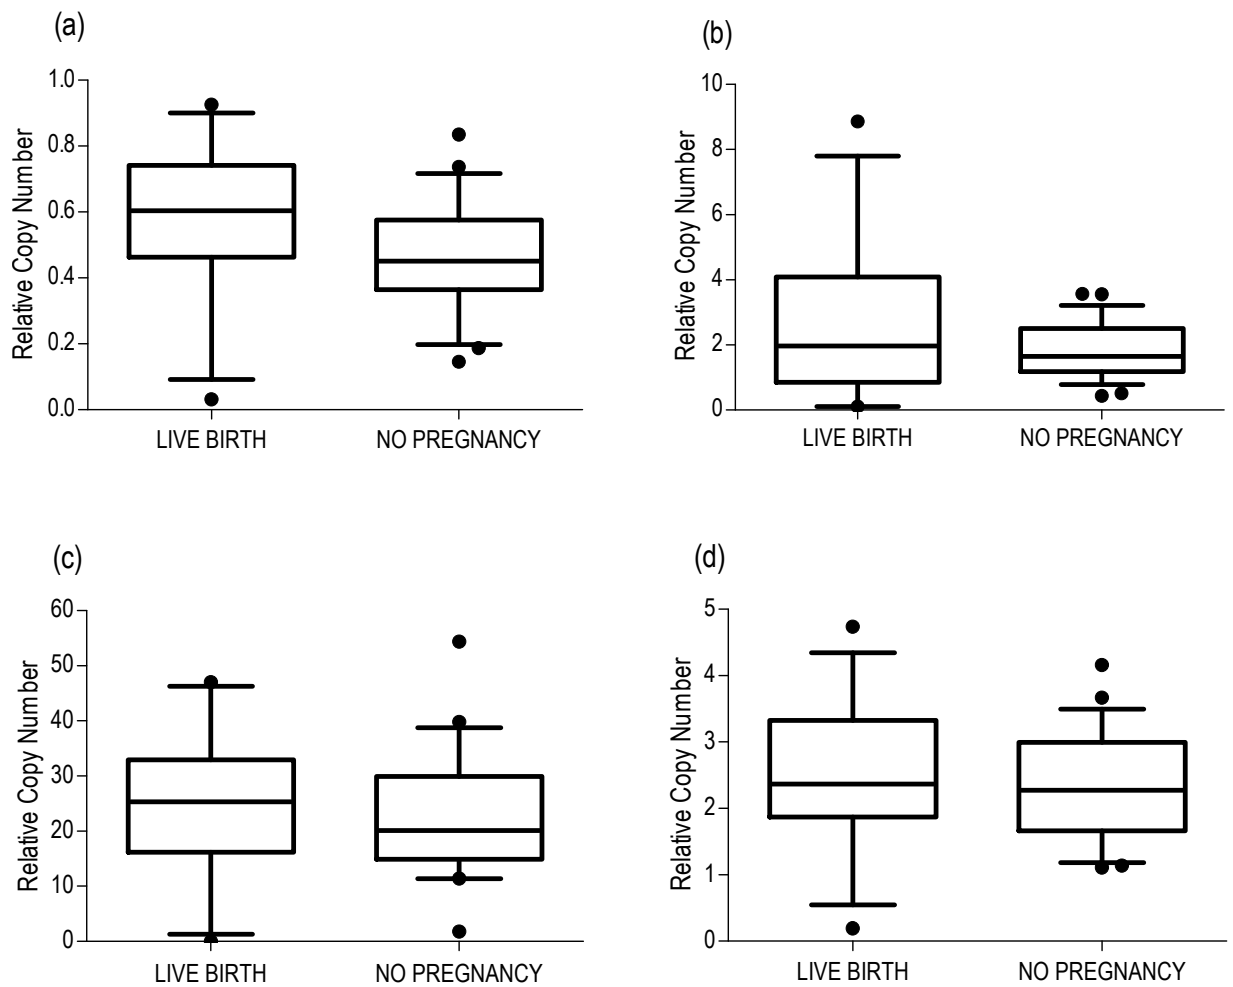 (a)
1.0
0.8
0.6
0.4
0.2
0.0
Relative Copy Number
LIVE BIRTH
NO PREGNANCY
(b)
10
8
6
4
2
0
Relative Copy Number
LIVE BIRTH
NO PREGNANCY
(c)
60
50
40
30
20
10
0
Relative Copy Number
LIVE BIRTH
NO PREGNANCY
(d)
5
4
3
2
1
0
Relative Copy Number
LIVE BIRTH
NO PREGNANCY